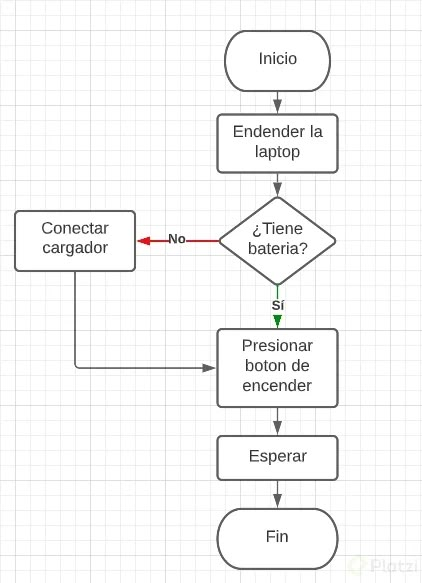 Inicio
Endender la
laptop
¿Tiene
bateria?
No
Conectar
cargador
Sí
Presionar
boton de
encender
Esperar
Fin
Platzi